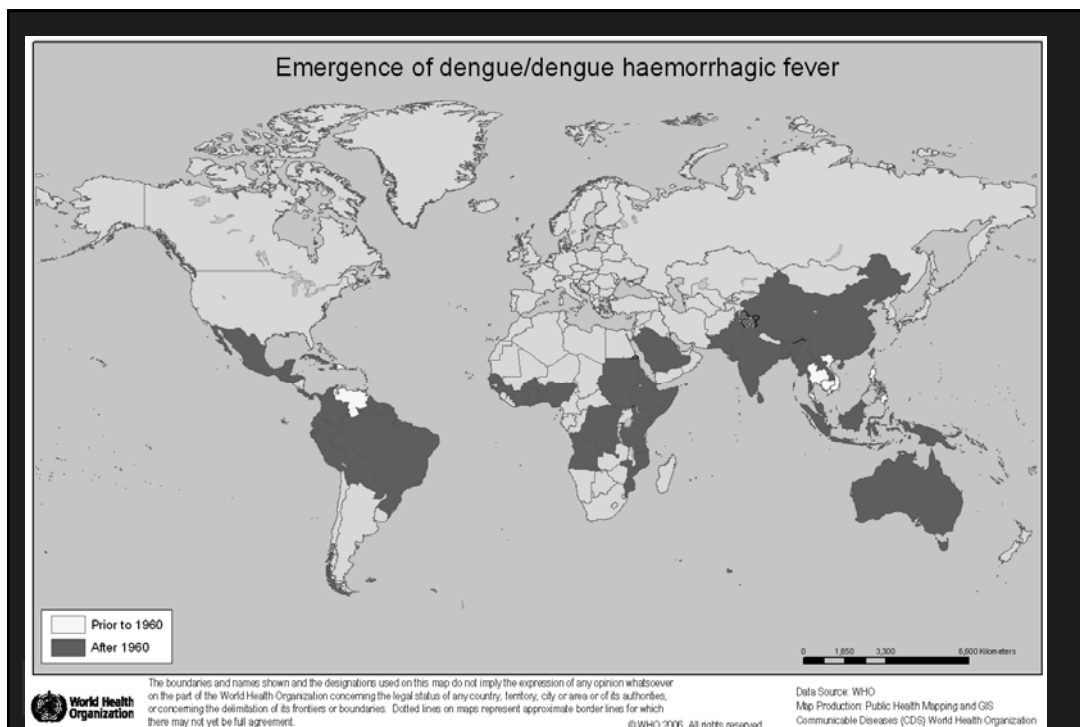 Emergence of dengue/dengue haemorrhagic fever
Prior to 1960
After 1960
0 1,650 3,300 6,600 Kilometers
World Health
Organization
The boundaries and names shown and the designations used on this map do not imply the expression of any opinion whatsoever
on the part of the World Health Organization concerning the legal status of any country, territory, city or area or of its authorities,
or concerning the delimitation of its frontiers or boundaries. Dotted lines on maps represent approximate border lines for which
there may not yet be full agreement.
© WHO 2006. All rights reserved
Data Source: WHO
Map Production: Public Health Mapping and GIS
Communicable Diseases (CDS) World Health Organization